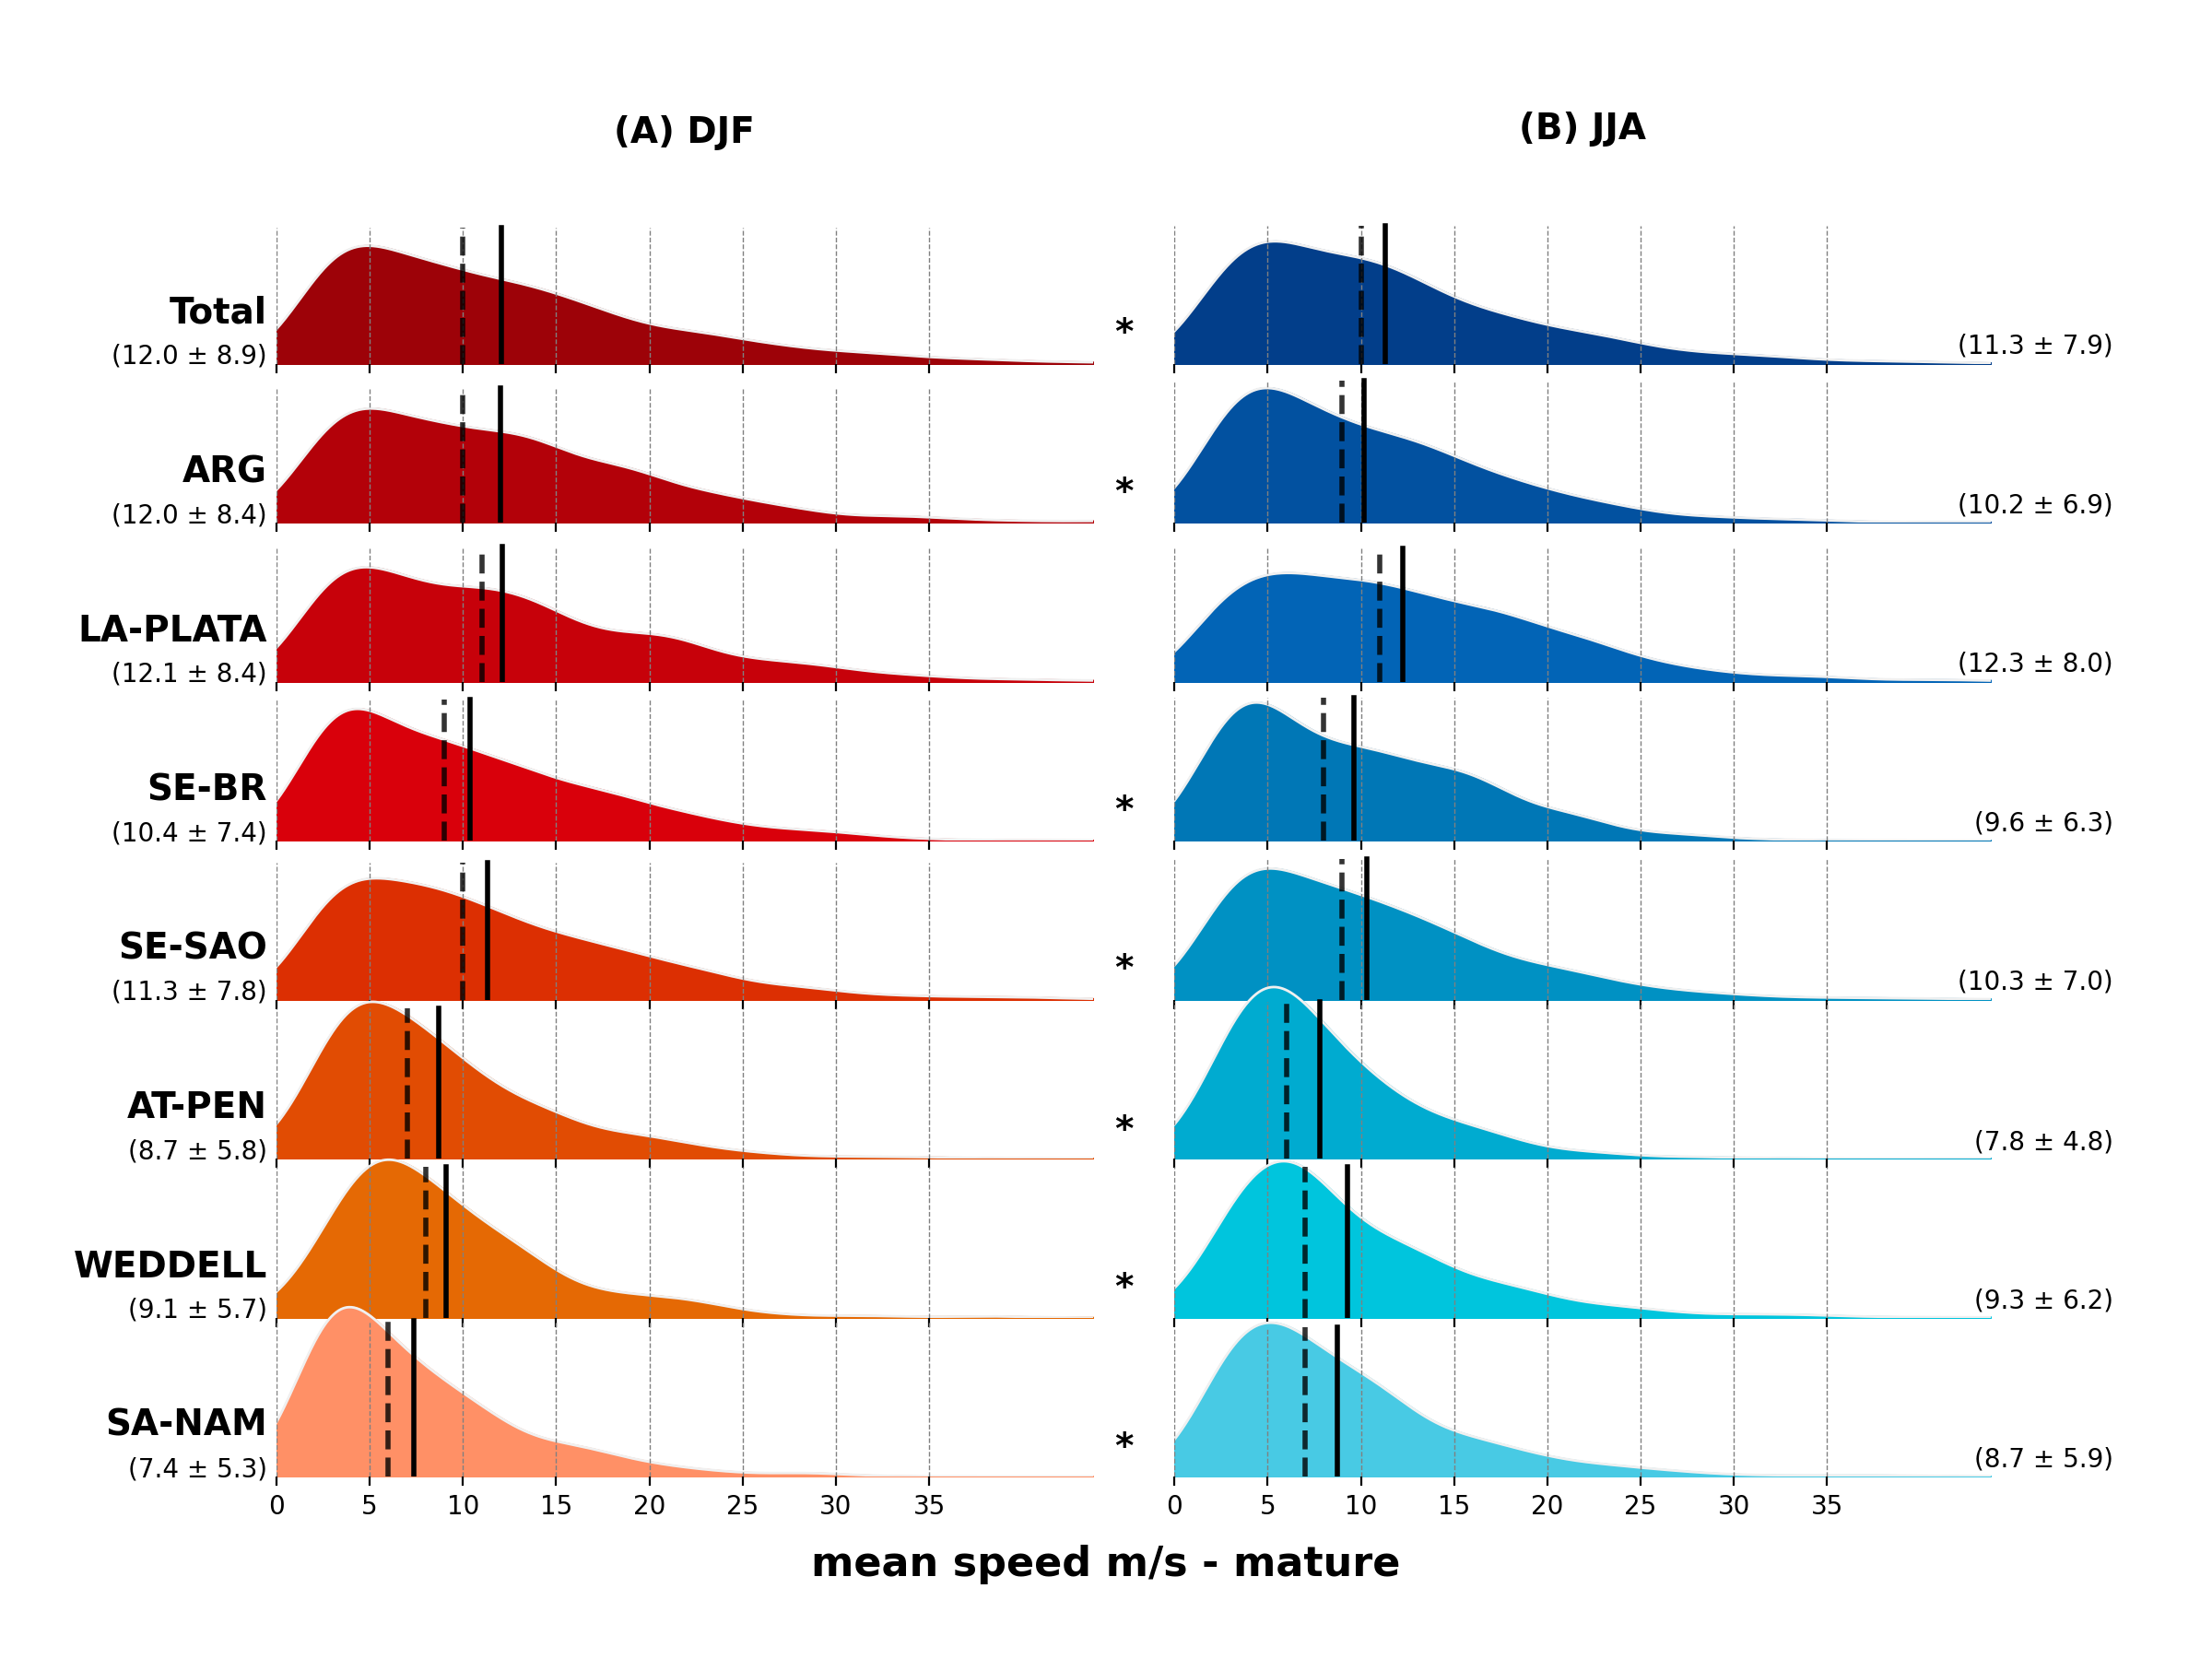 (A) DJF
(B) JJA
Total
(12.0 ± 8.9)
*
(11.3 ± 7.9)
ARG
(12.0 ± 8.4)
*
(10.2 ± 6.9)
LA-PLATA
(12.1 ± 8.4)
(12.3 ± 8.0)
SE-BR
(10.4 ± 7.4)
*
(9.6 ± 6.3)
SE-SAO
(11.3 ± 7.8)
*
(10.3 ± 7.0)
AT-PEN
(8.7 ± 5.8)
*
(7.8 ± 4.8)
WEDDELL
(9.1 ± 5.7)
*
(9.3 ± 6.2)
SA-NAM
(7.4 ± 5.3)
*
(8.7 ± 5.9)
0 5 10 15 20 25 30 35
0 5 10 15 20 25 30 35
mean speed m/s - mature